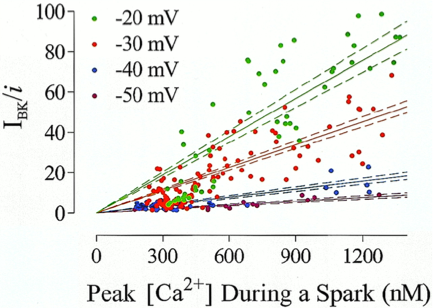 -20 mV
-30 mV
-40 mV
-50 mV
I_BK/i
100
80
60
40
20
0
0 300 600 900 1200
Peak [Ca²⁺] During a Spark (nM)